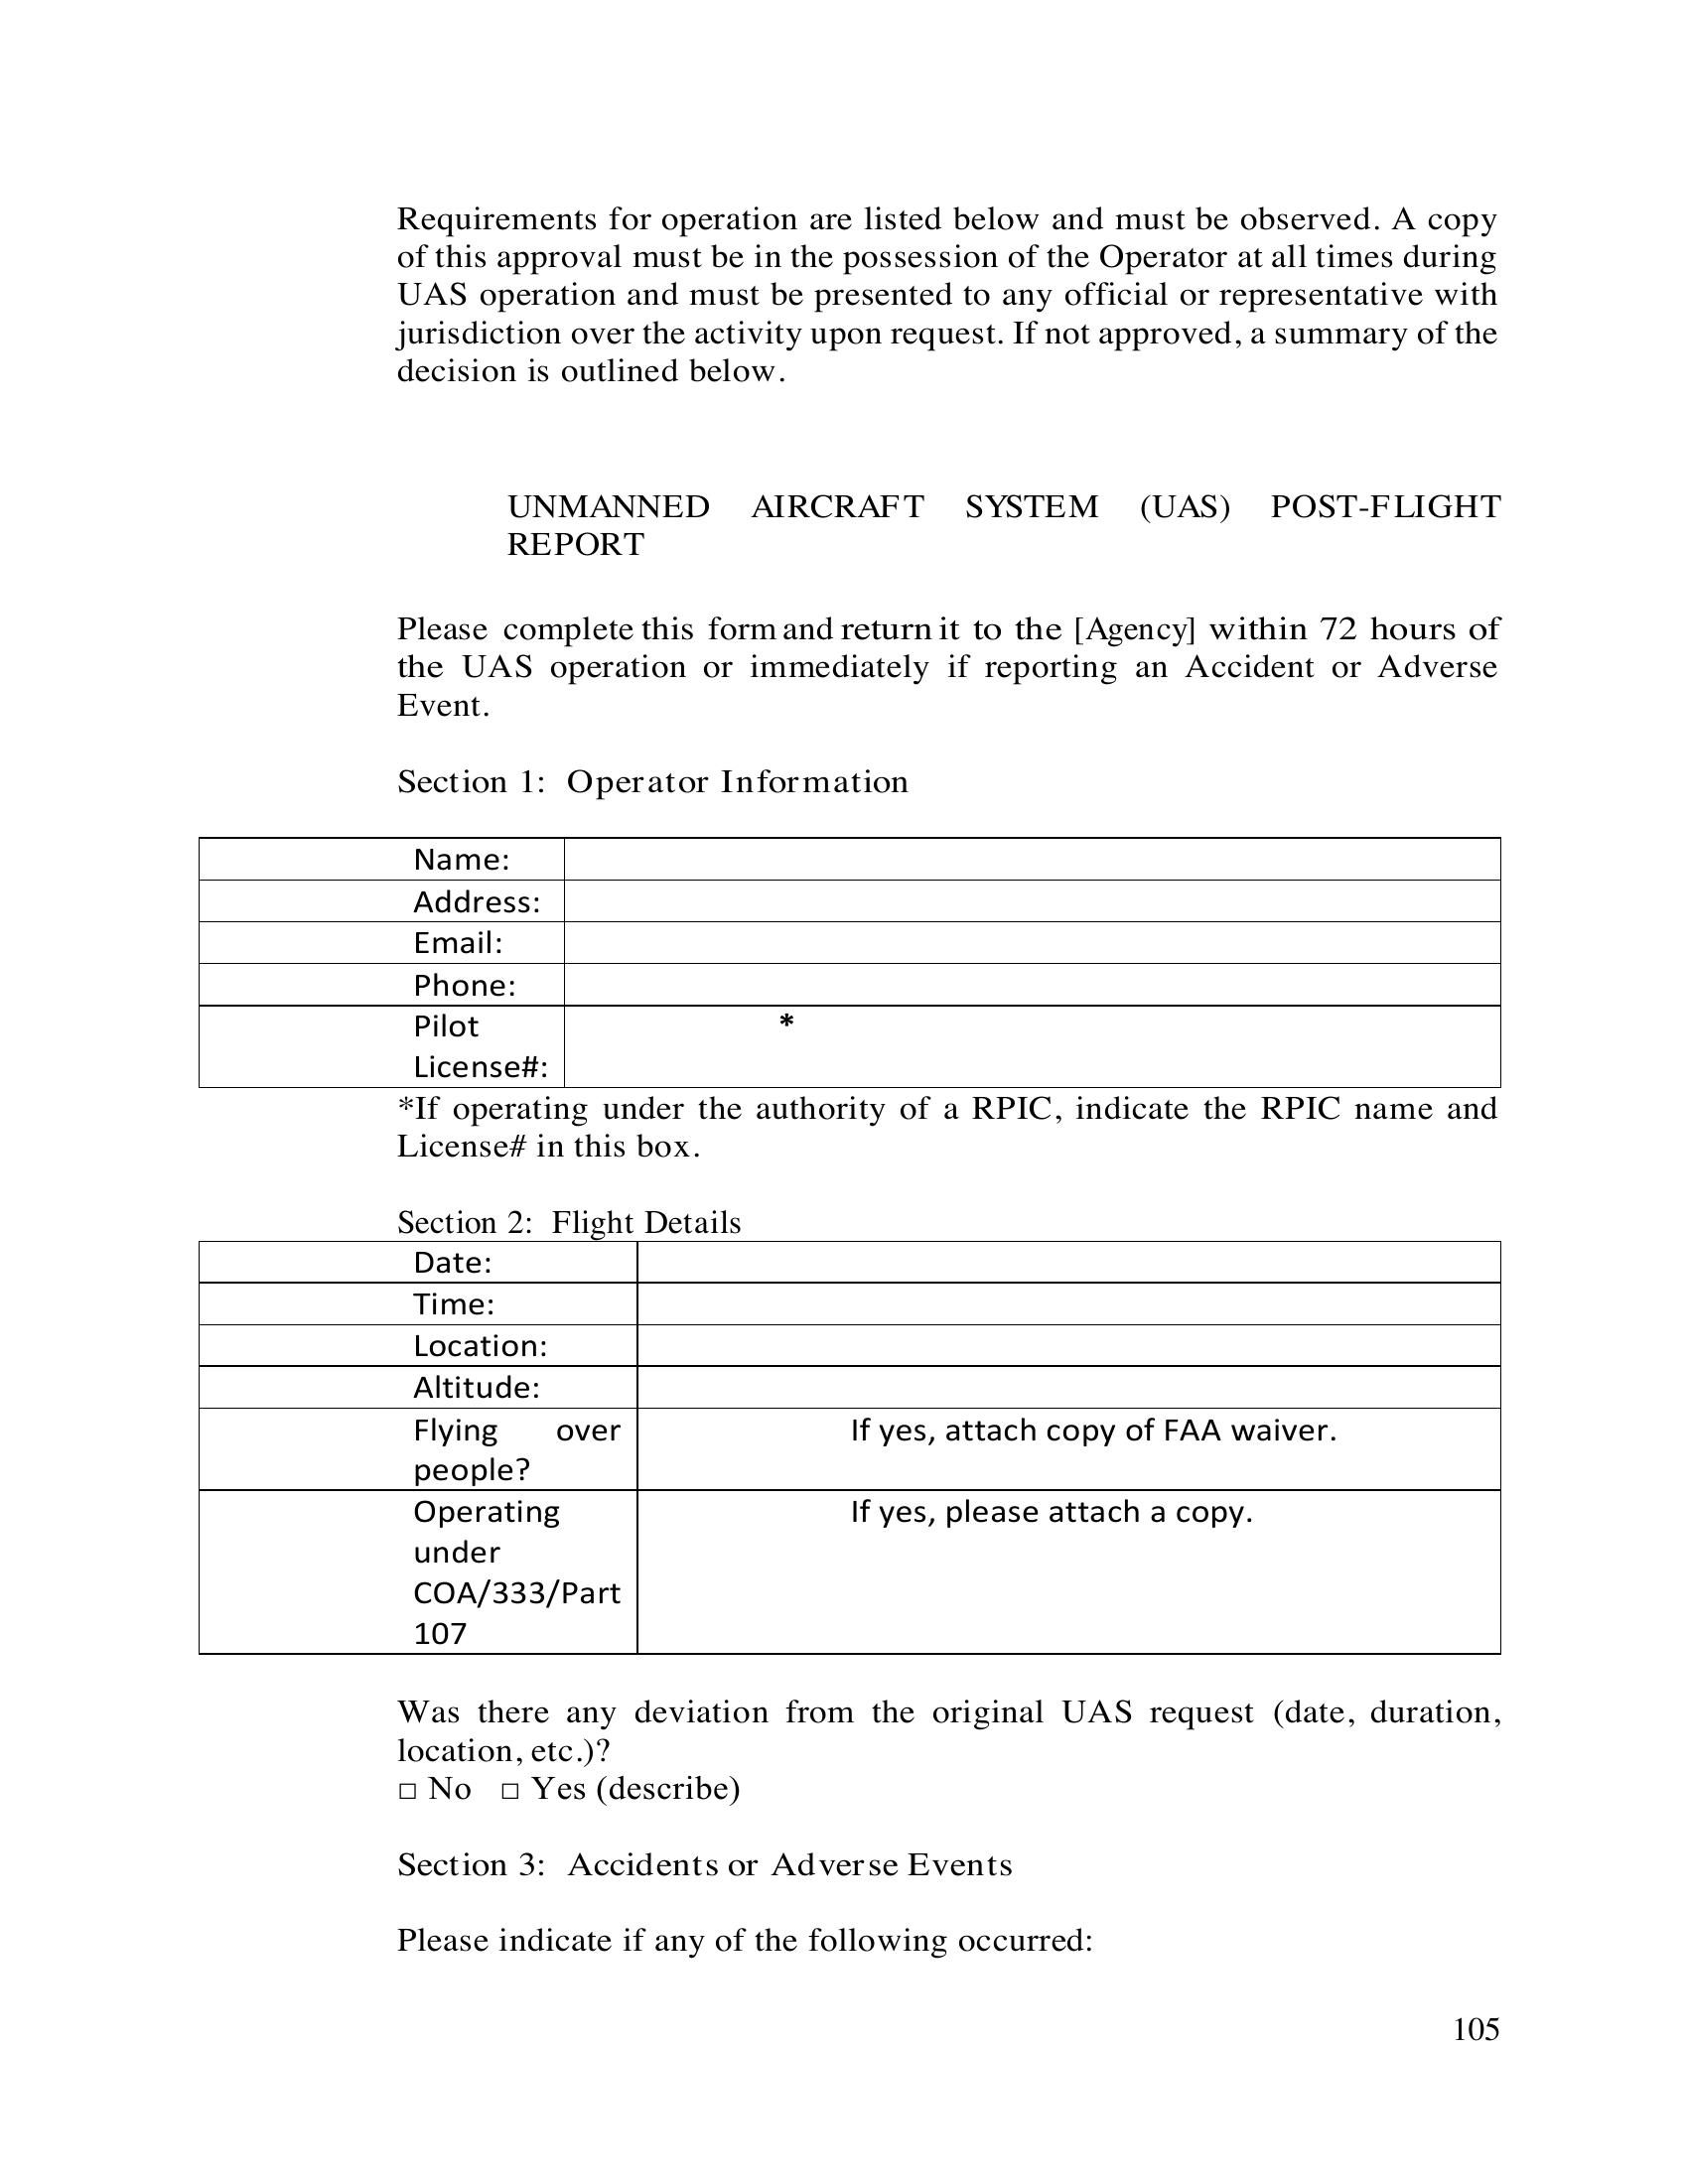 Requirements for operation are listed below and must be observed. A copy
of this approval must be in the possession of the Operator at all times during
UAS operation and must be presented to any official or representative with
jurisdiction over the activity upon request. If not approved, a summary of the
decision is outlined below.
UNMANNED AIRCRAFT SYSTEM (UAS) POST-FLIGHT
REPORT
Please complete this form and return it to the [Agency] within 72 hours of
the UAS operation or immediately if reporting an Accident or Adverse
Event.
Section 1: Operator Information
Name:
Address:
Email:
Phone:
Pilot *
License#:
*If operating under the authority of a RPIC, indicate the RPIC name and
License# in this box.
Section 2: Flight Details
Date:
Time:
Location:
Altitude:
Flying over If yes, attach copy of FAA waiver.
people?
Operating If yes, please attach a copy.
under
COA/333/Part
107
Was there any deviation from the original UAS request (date, duration,
location, etc.)?
□ No □ Yes (describe)
Section 3: Accidents or Adverse Events
Please indicate if any of the following occurred:
105